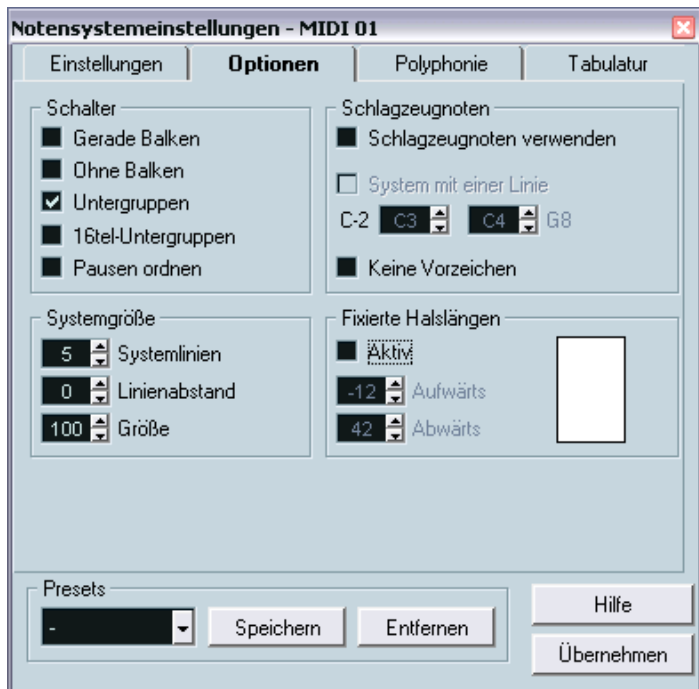 Notensystemeinstellungen - MIDI 01
Einstellungen Optionen Polyphonie Tabulatur
Schalter
Gerade Balken
Ohne Balken
Untergruppen
16tel-Untergruppen
Pausen ordnen
Schlagzeugnoten
Schlagzeugnoten verwenden
System mit einer Linie
C-2 C3 C4 G8
Keine Vorzeichen
Systemgröße
5 Systemlinien
0 Linienabstand
100 Größe
Fixierte Halslängen
Aktiv
-12 Aufwärts
42 Abwärts
Presets
- Speichern Entfernen
Hilfe
Übernehmen